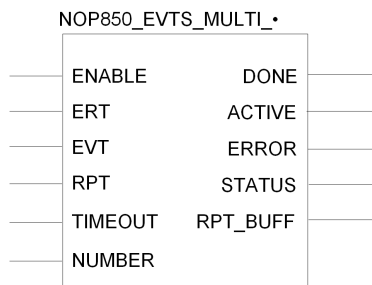 NOP850_EVTS_MULTI_•
ENABLE DONE
ERT ACTIVE
EVT ERROR
RPT STATUS
TIMEOUT RPT_BUFF
NUMBER